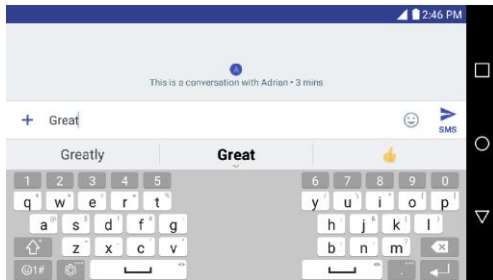 2:46 PM
A
This is a conversation with Adrian • 3 mins
Great
SMS
Greatly Great 👍
1 2 3 4 5 6 7 8 9 0
q w e r t y u i o p
a s d f g h j k l
z x c v b n m
1#